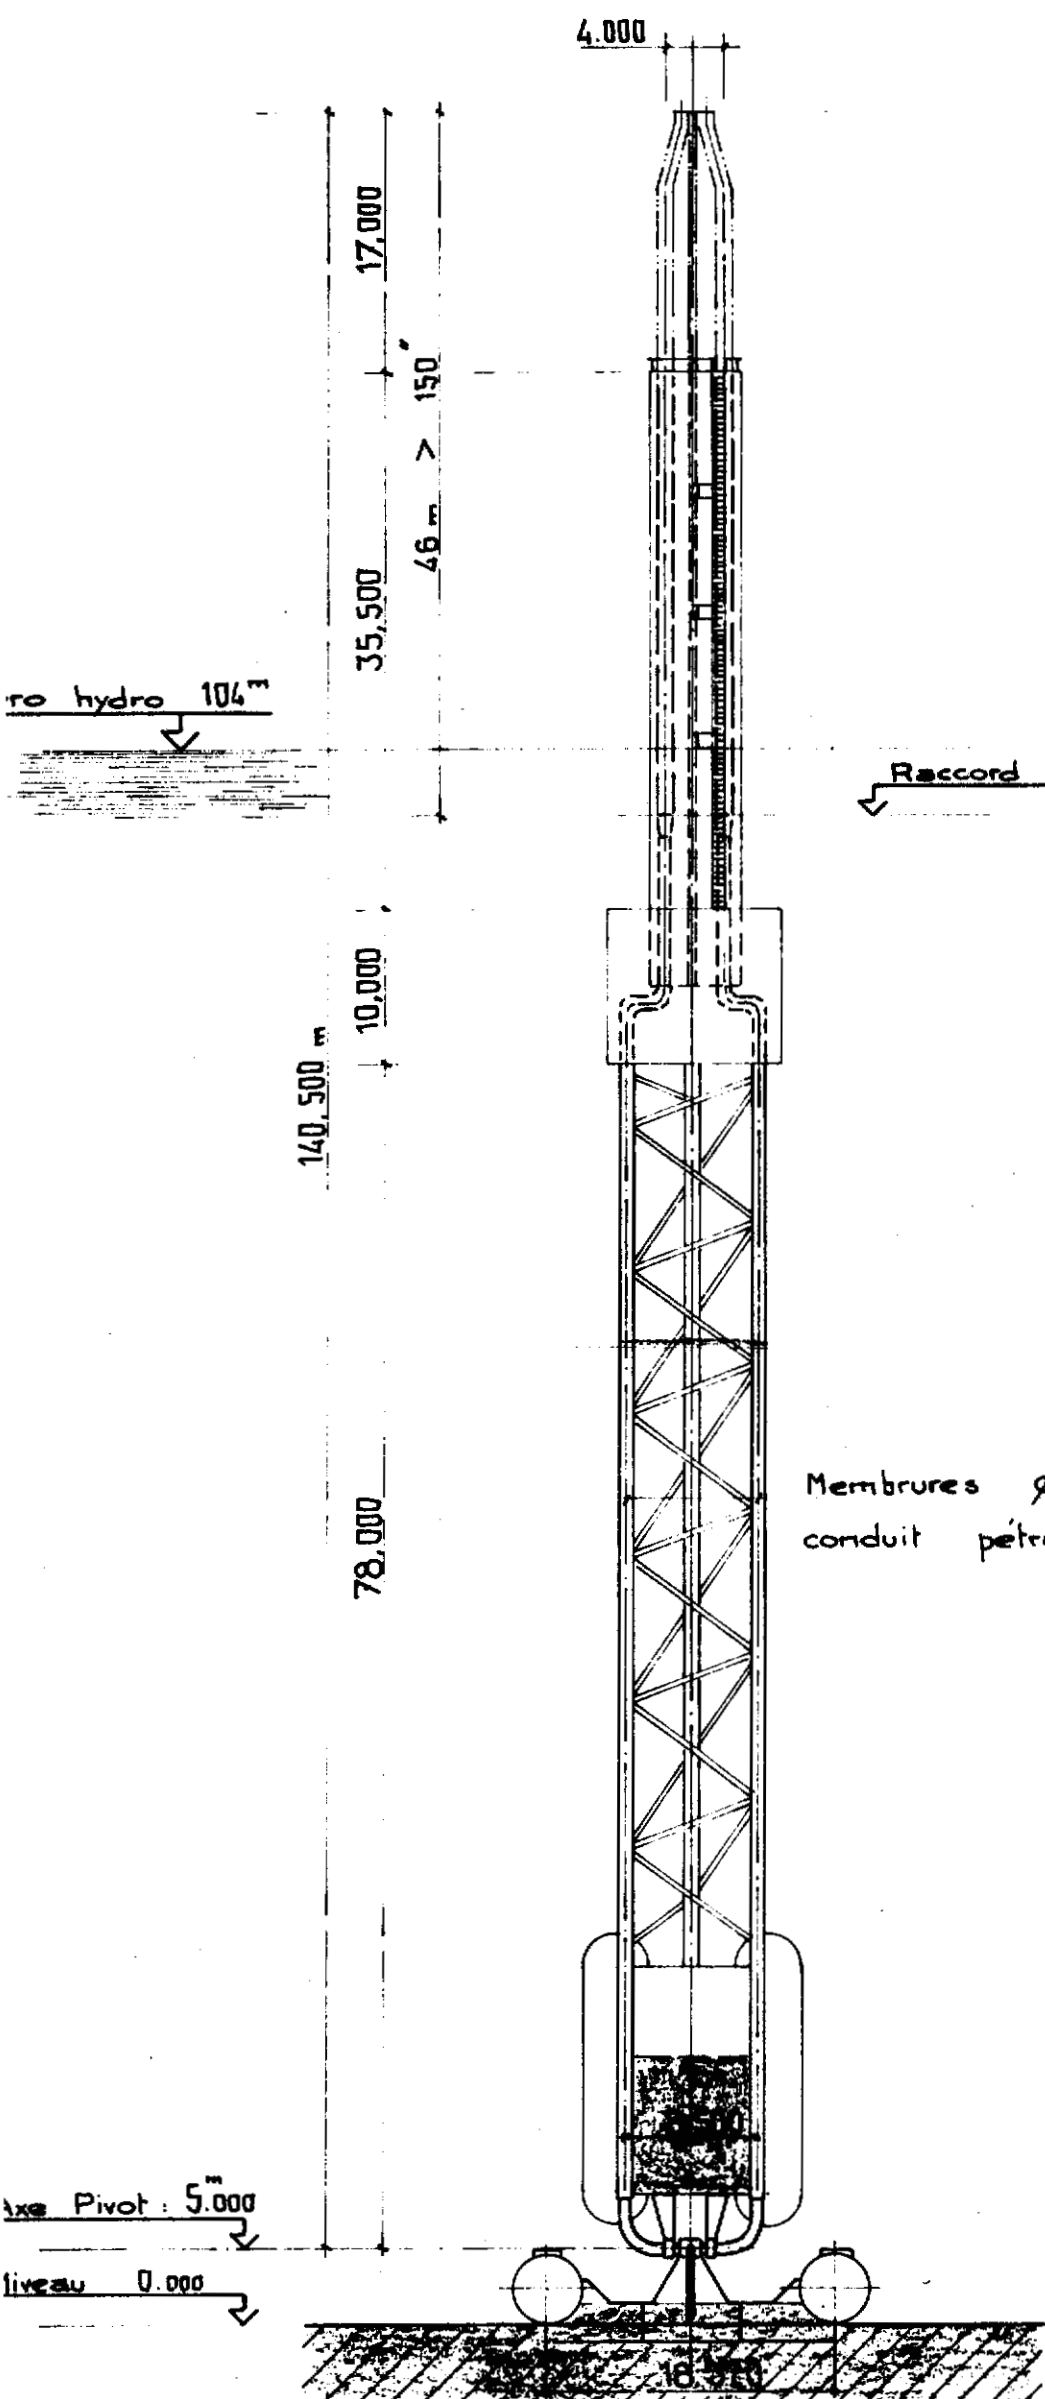 4.000
17,000
46 m > 150"
35,500
ro hydro 104m
Raccord
10,000
140,500 m
Membrures ø
conduit pétr
78,000
Axe Pivot : 5.000 m
Niveau 0.000